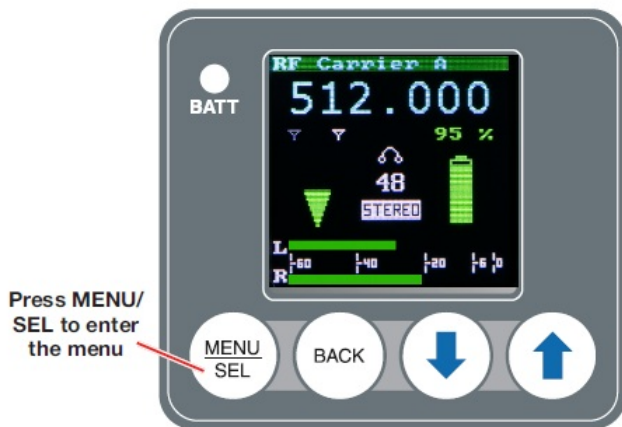 RF Carrier A
BATT
512.000
95 %
48
STEREO
L
-60 -40 -20 -6 0
R
Press MENU/
SEL to enter
the menu
MENU
SEL
BACK